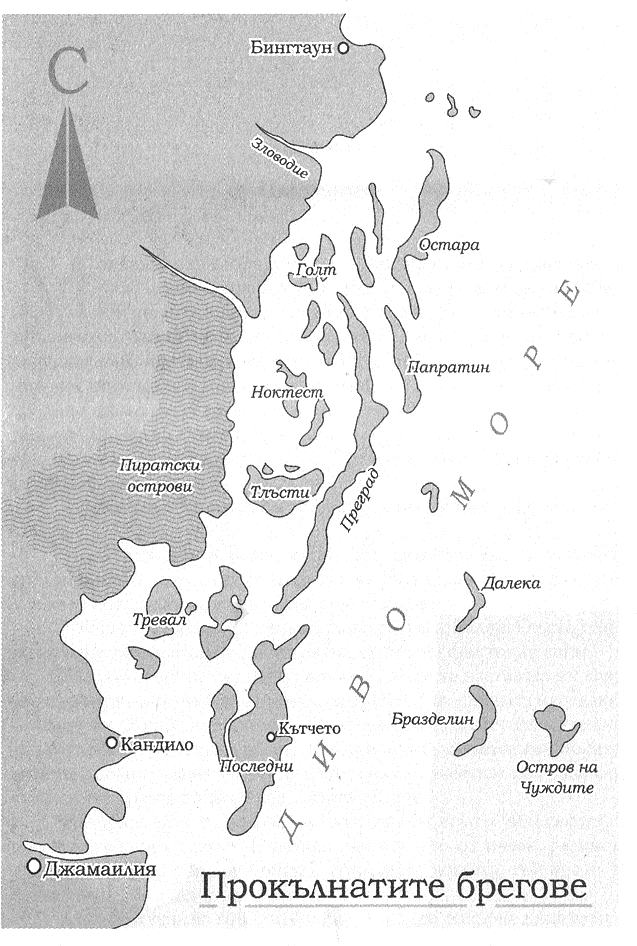 Бингтаун
С
Зловодие
Остара
Голт
Папратин
Ноктест
Пиратски
острови
Тлъсти
Преград
Далека
Тревал
Бразделин
Кътчето
Кандило
Последни
Остров на
Чуждите
ДИВО МОРЕ
Джамаилия
Прокълнатите брегове